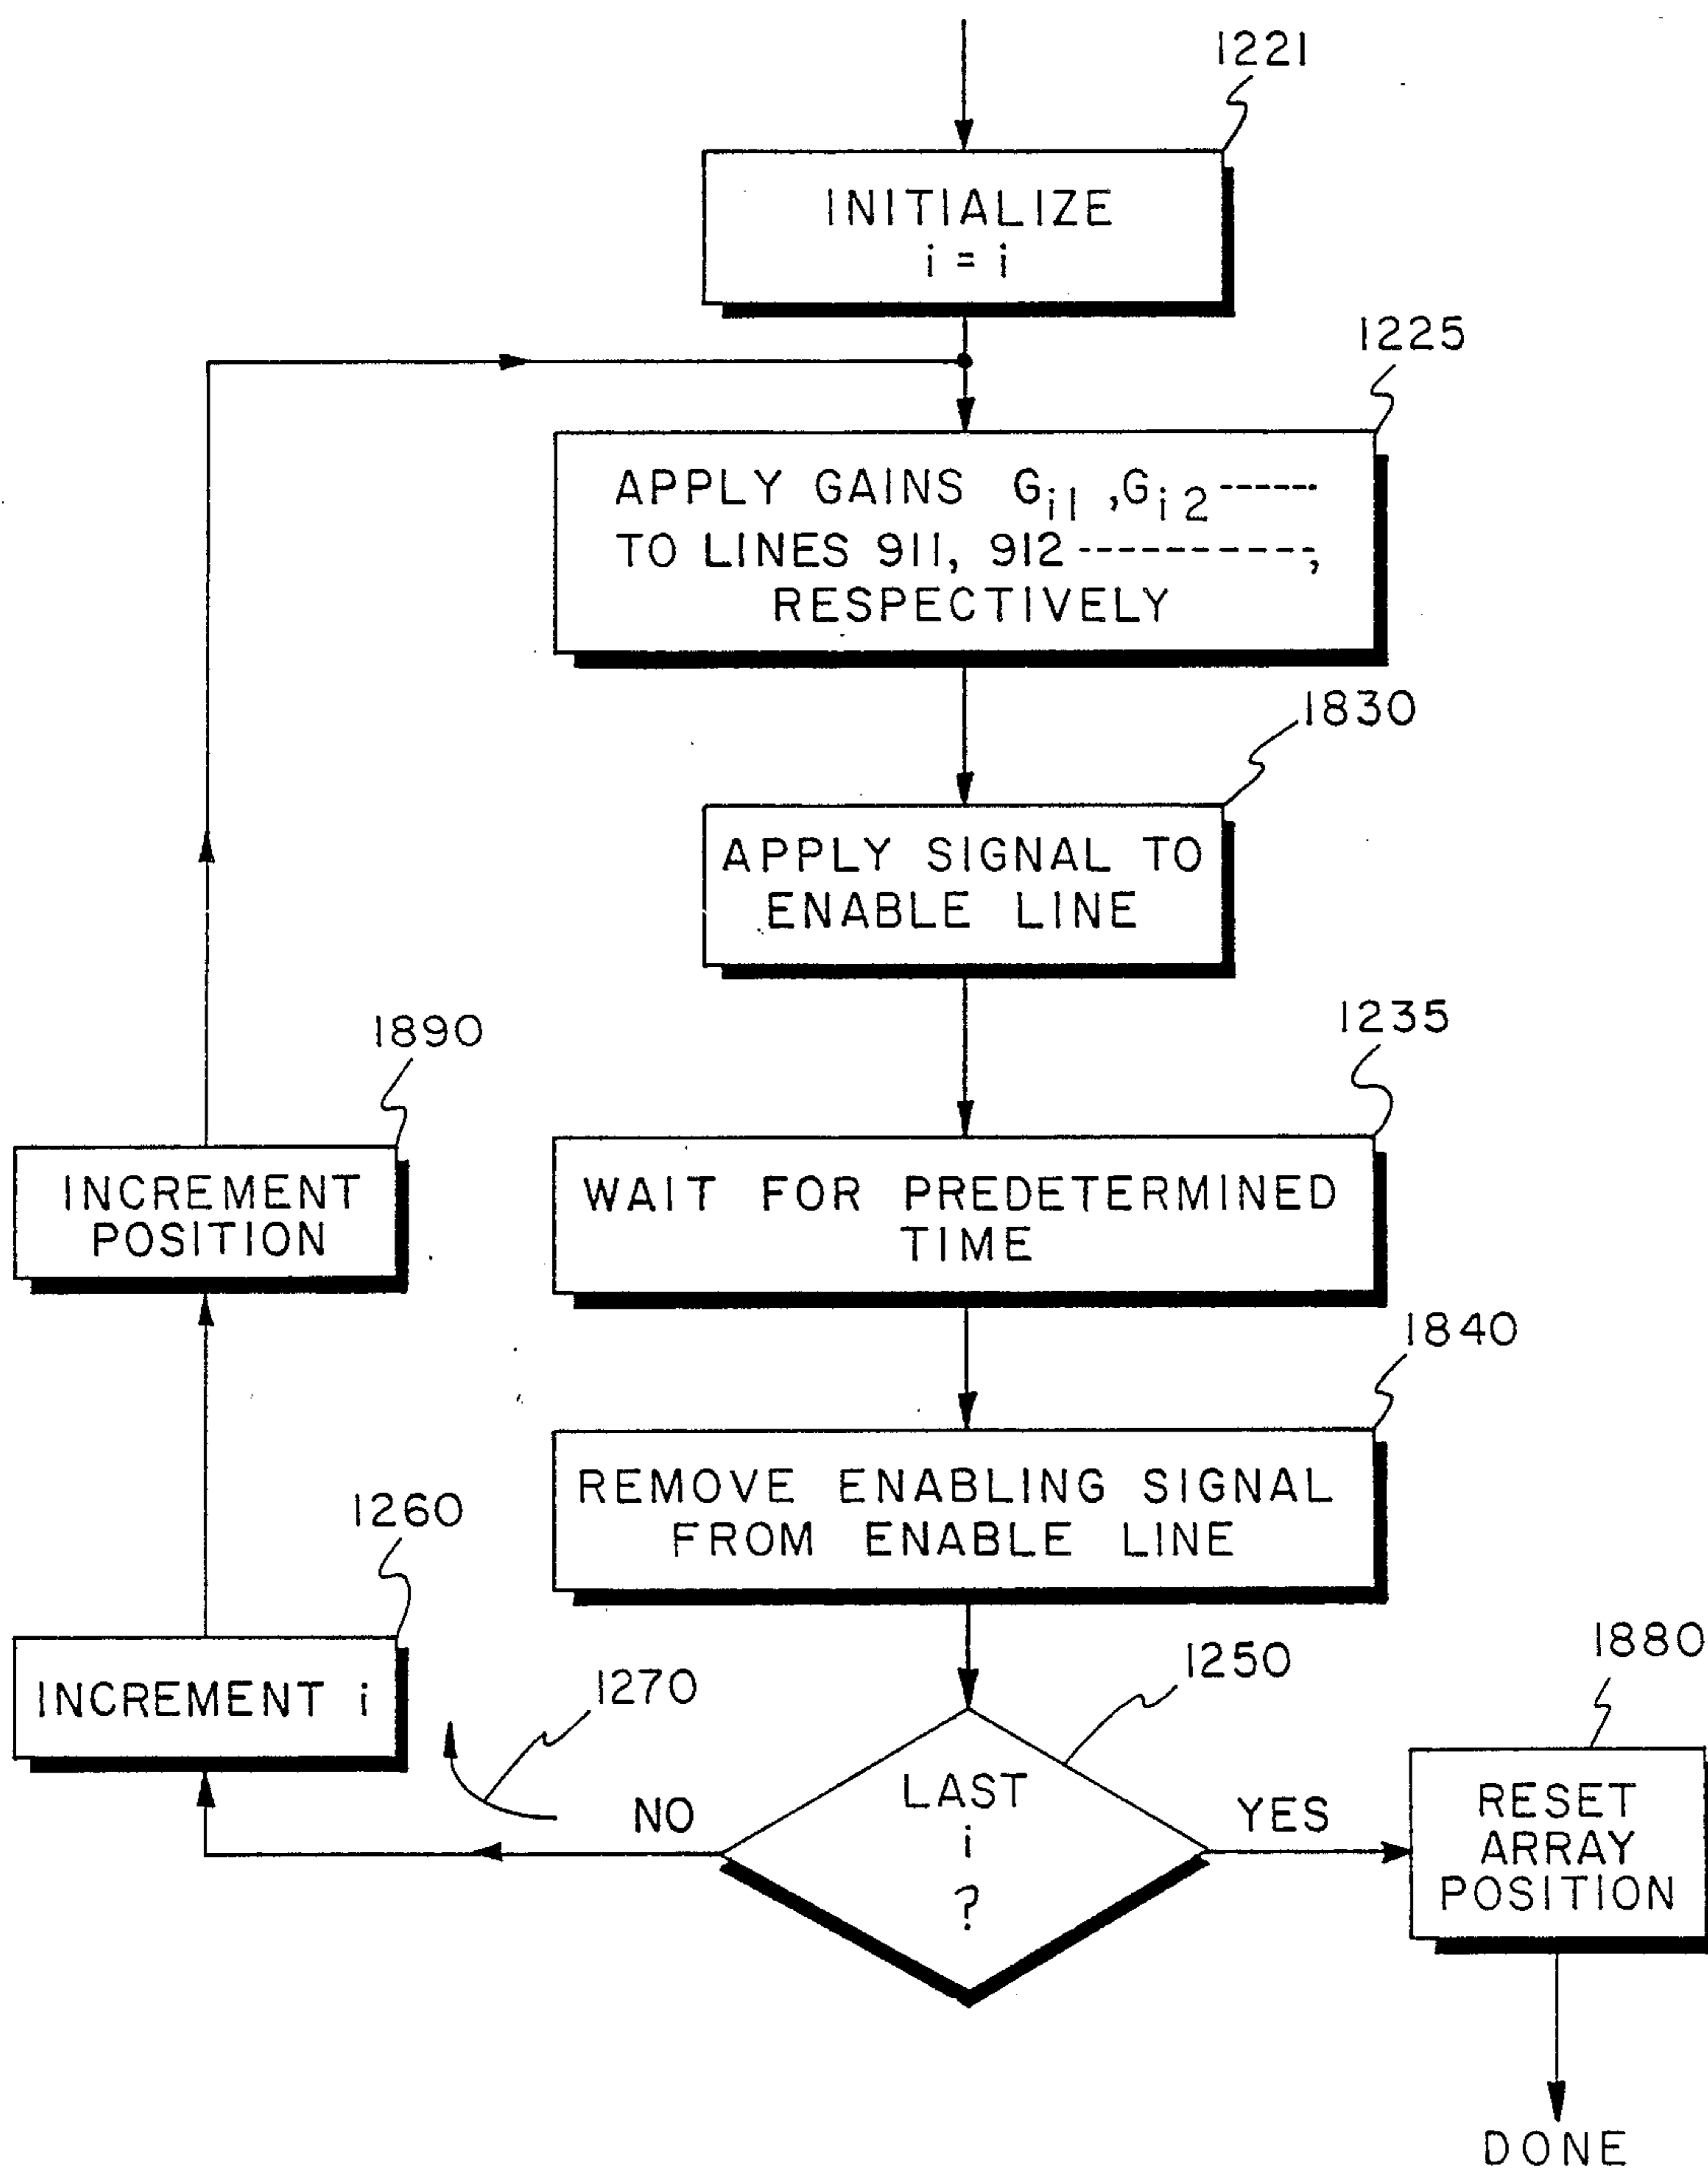 1221
INITIALIZE
i = i
1225
APPLY GAINS Gi1 ,Gi2 -----
TO LINES 911, 912 -----------,
RESPECTIVELY
1830
APPLY SIGNAL TO
ENABLE LINE
1235
WAIT FOR PREDETERMINED
TIME
1840
REMOVE ENABLING SIGNAL
FROM ENABLE LINE
1250
LAST
i
?
NO
1270
1260
INCREMENT i
1890
INCREMENT
POSITION
YES
1880
RESET
ARRAY
POSITION
DONE